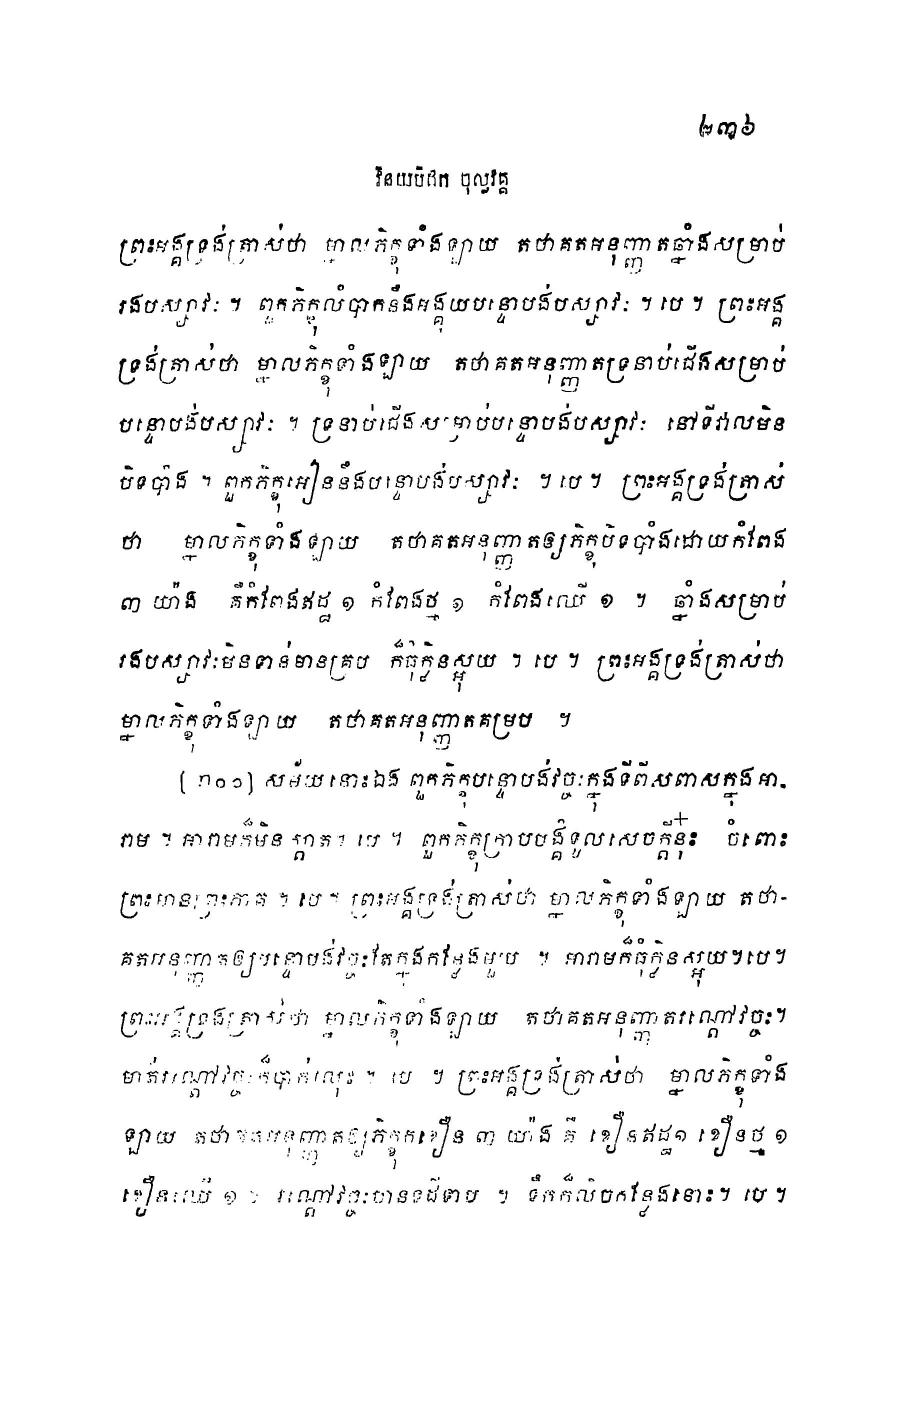 ២៣៦
វិនយបិដក ចុល្លវគ្គ
ព្រះអង្គទ្រង់ត្រាស់ថា ម្នាលភិក្ខុទាំងឡាយ តថាគតអនុញ្ញាតឆ្នាំងសម្រាប់
រងបស្សាវៈ ។ ពួកភិក្ខុលំបាកនឹងអង្គុយបន្ទោបង់បស្សាវៈ ។ បេ ។ ព្រះអង្គ
ទ្រង់ត្រាស់ថា ម្នាលភិក្ខុទាំងឡាយ តថាគតអនុញ្ញាតទ្រនាប់ជើងសម្រាប់
បន្ទោបង់បស្សាវៈ ។ ទ្រនាប់ជើងសម្រាប់បន្ទោបង់បស្សាវៈ នៅទីវាលមិន
បិទបាំង ។ ពួកភិក្ខុអៀននឹងបន្ទោបង់បស្សាវៈ ។ បេ ។ ព្រះអង្គទ្រង់ត្រាស់
ថា ម្នាលភិក្ខុទាំងឡាយ តថាគតអនុញ្ញាតឲ្យភិក្ខុបិទបាំងដោយកំពែង
៣ យ៉ាង គឺកំពែងឥដ្ឋ ១ កំពែងថ្ម ១ កំពែងឈើ ១ ។ ឆ្នាំងសម្រាប់
រងបស្សាវៈមិនទាន់មានគ្រប ក៏ធុំក្លិនស្អុយ ។ បេ ។ ព្រះអង្គទ្រង់ត្រាស់ថា
ម្នាលភិក្ខុទាំងឡាយ តថាគតអនុញ្ញាតគម្រប ។
(៣០១) សម័យនោះឯង ពួកភិក្ខុបន្ទោបង់វច្ចៈក្នុងទីពីសពាសក្នុងអា-
រាម ។ អារាមក៏មិនស្អាត ។ បេ ។ ពួកភិក្ខុក្រាបបង្គំទូលសេចក្តីនុ៎ះ ចំពោះ
ព្រះមានព្រះភាគ ។ បេ ។ ព្រះអង្គទ្រង់ត្រាស់ថា ម្នាលភិក្ខុទាំងឡាយ តថា-
គតអនុញ្ញាតឲ្យបន្ទោបង់វច្ចៈតែក្នុងកន្លែងមួយ ។ អារាមក៏ធុំក្លិនស្អុយ។បេ។
ព្រះអង្គទ្រង់ត្រាស់ថា ម្នាលភិក្ខុទាំងឡាយ តថាគតអនុញ្ញាតរណ្តៅវច្ចៈ។
មាត់រណ្តៅវច្ចៈក៏បាក់លុះ ។ បេ ។ ព្រះអង្គទ្រង់ត្រាស់ថា ម្នាលភិក្ខុទាំង
ឡាយ តថាគតអនុញ្ញាតឲ្យភិក្ខុកខឿន ៣ យ៉ាង គឺ ខឿនឥដ្ឋ១ ខឿនថ្ម ១
ខឿនឈើ ១ ។ រណ្តៅវច្ចៈមានទីទាប ។ ទឹកក៏លិចកន្លែងនោះ។ បេ ។